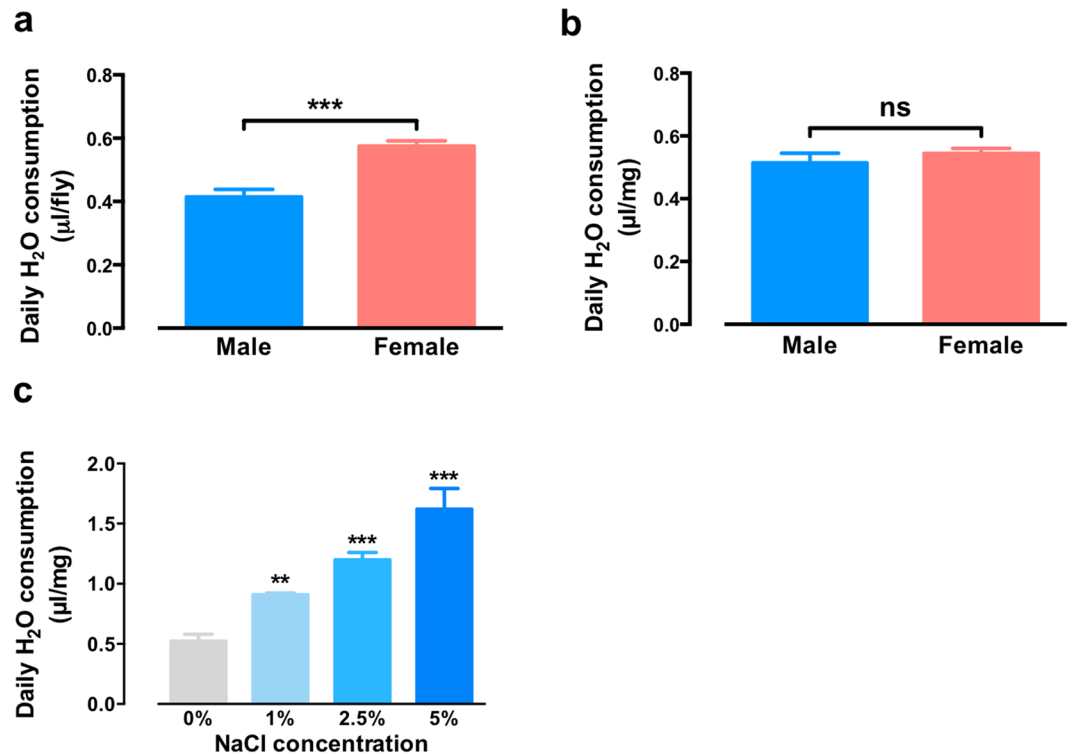 a
Daily H₂O consumption
(µl/fly)
0.8
0.6
0.4
0.2
0.0
***
Male
Female
b
Daily H₂O consumption
(µl/mg)
0.8
0.6
0.4
0.2
0.0
ns
Male
Female
c
Daily H₂O consumption
(µl/mg)
2.0
1.5
1.0
0.5
0.0
**
***
***
0%
1%
2.5%
5%
NaCl concentration